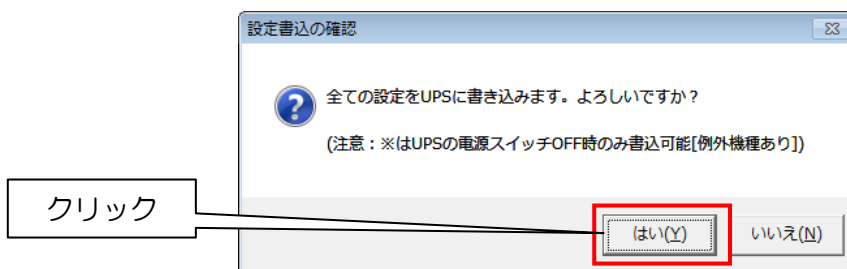 設定書込の確認
全ての設定をUPSに書き込みます。よろしいですか?
(注意:※はUPSの電源スイッチOFF時のみ書込可能[例外機種あり])
クリック
はい(Y)
いいえ(N)